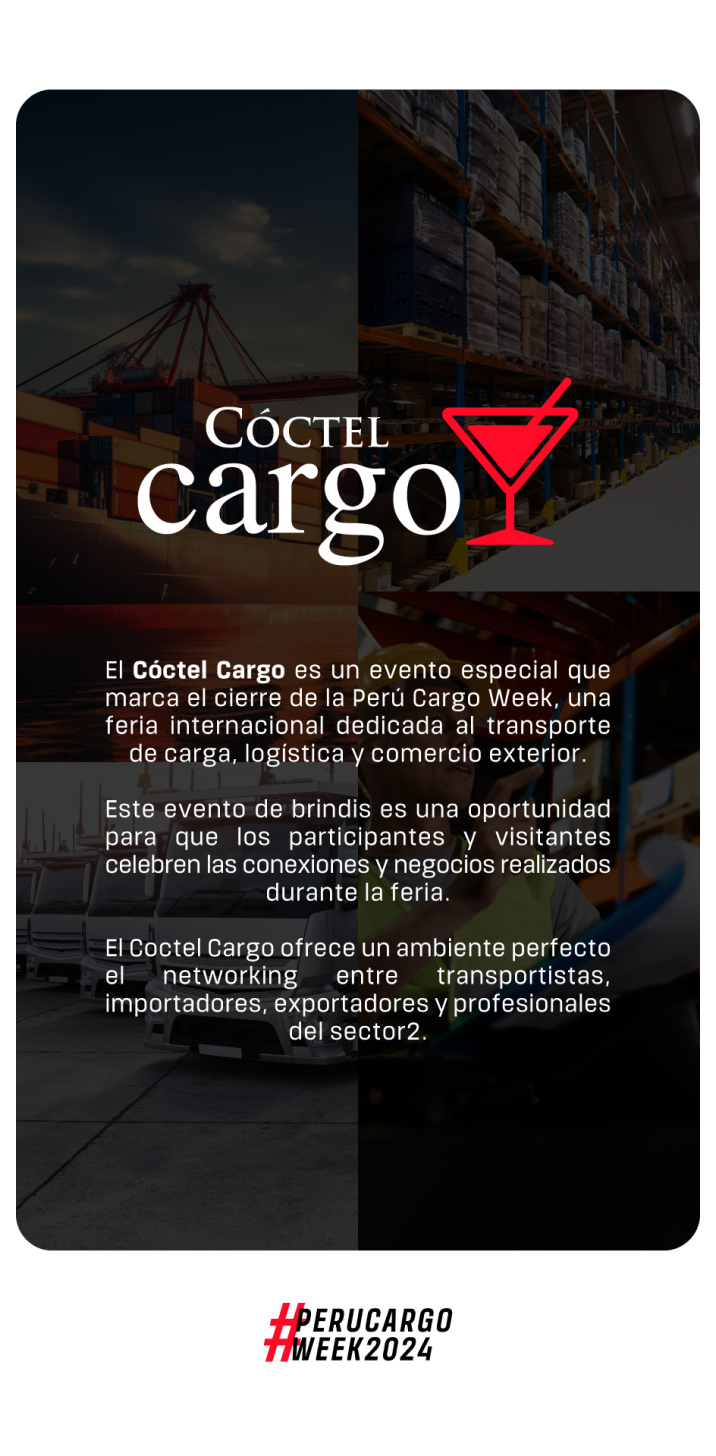 CÓCTEL
cargo
El Cóctel Cargo es un evento especial que
marca el cierre de la Perú Cargo Week, una
feria internacional dedicada al transporte
de carga, logística y comercio exterior.
Este evento de brindis es una oportunidad
para que los participantes y visitantes
celebren las conexiones y negocios realizados
durante la feria.
El Coctel Cargo ofrece un ambiente perfecto
el networking entre transportistas,
importadores, exportadores y profesionales
del sector2.
#PERUCARGO
WEEK2024